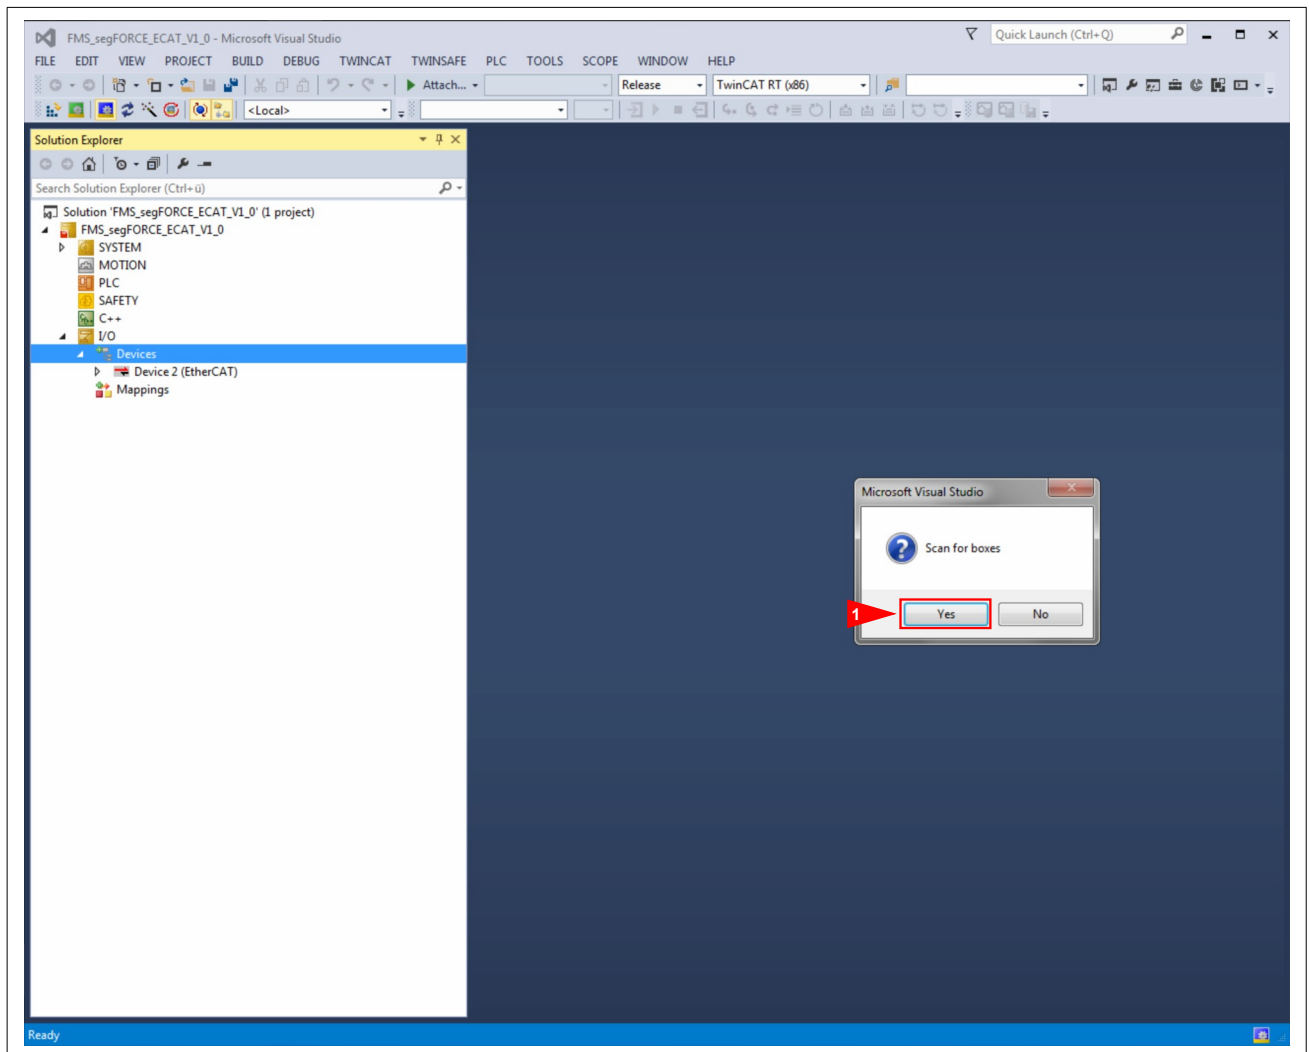 FMS_segFORCE_ECAT_V1_0 - Microsoft Visual Studio
Quick Launch (Ctrl+Q)
FILE EDIT VIEW PROJECT BUILD DEBUG TWINCAT TWINSAFE PLC TOOLS SCOPE WINDOW HELP
Attach... Release TwinCAT RT (x86)
<Local>
Solution Explorer
Search Solution Explorer (Ctrl+ü)
Solution 'FMS_segFORCE_ECAT_V1_0' (1 project)
FMS_segFORCE_ECAT_V1_0
SYSTEM
MOTION
PLC
SAFETY
C++
I/O
Devices
Device 2 (EtherCAT)
Mappings
Microsoft Visual Studio
Scan for boxes
1 Yes No
Ready